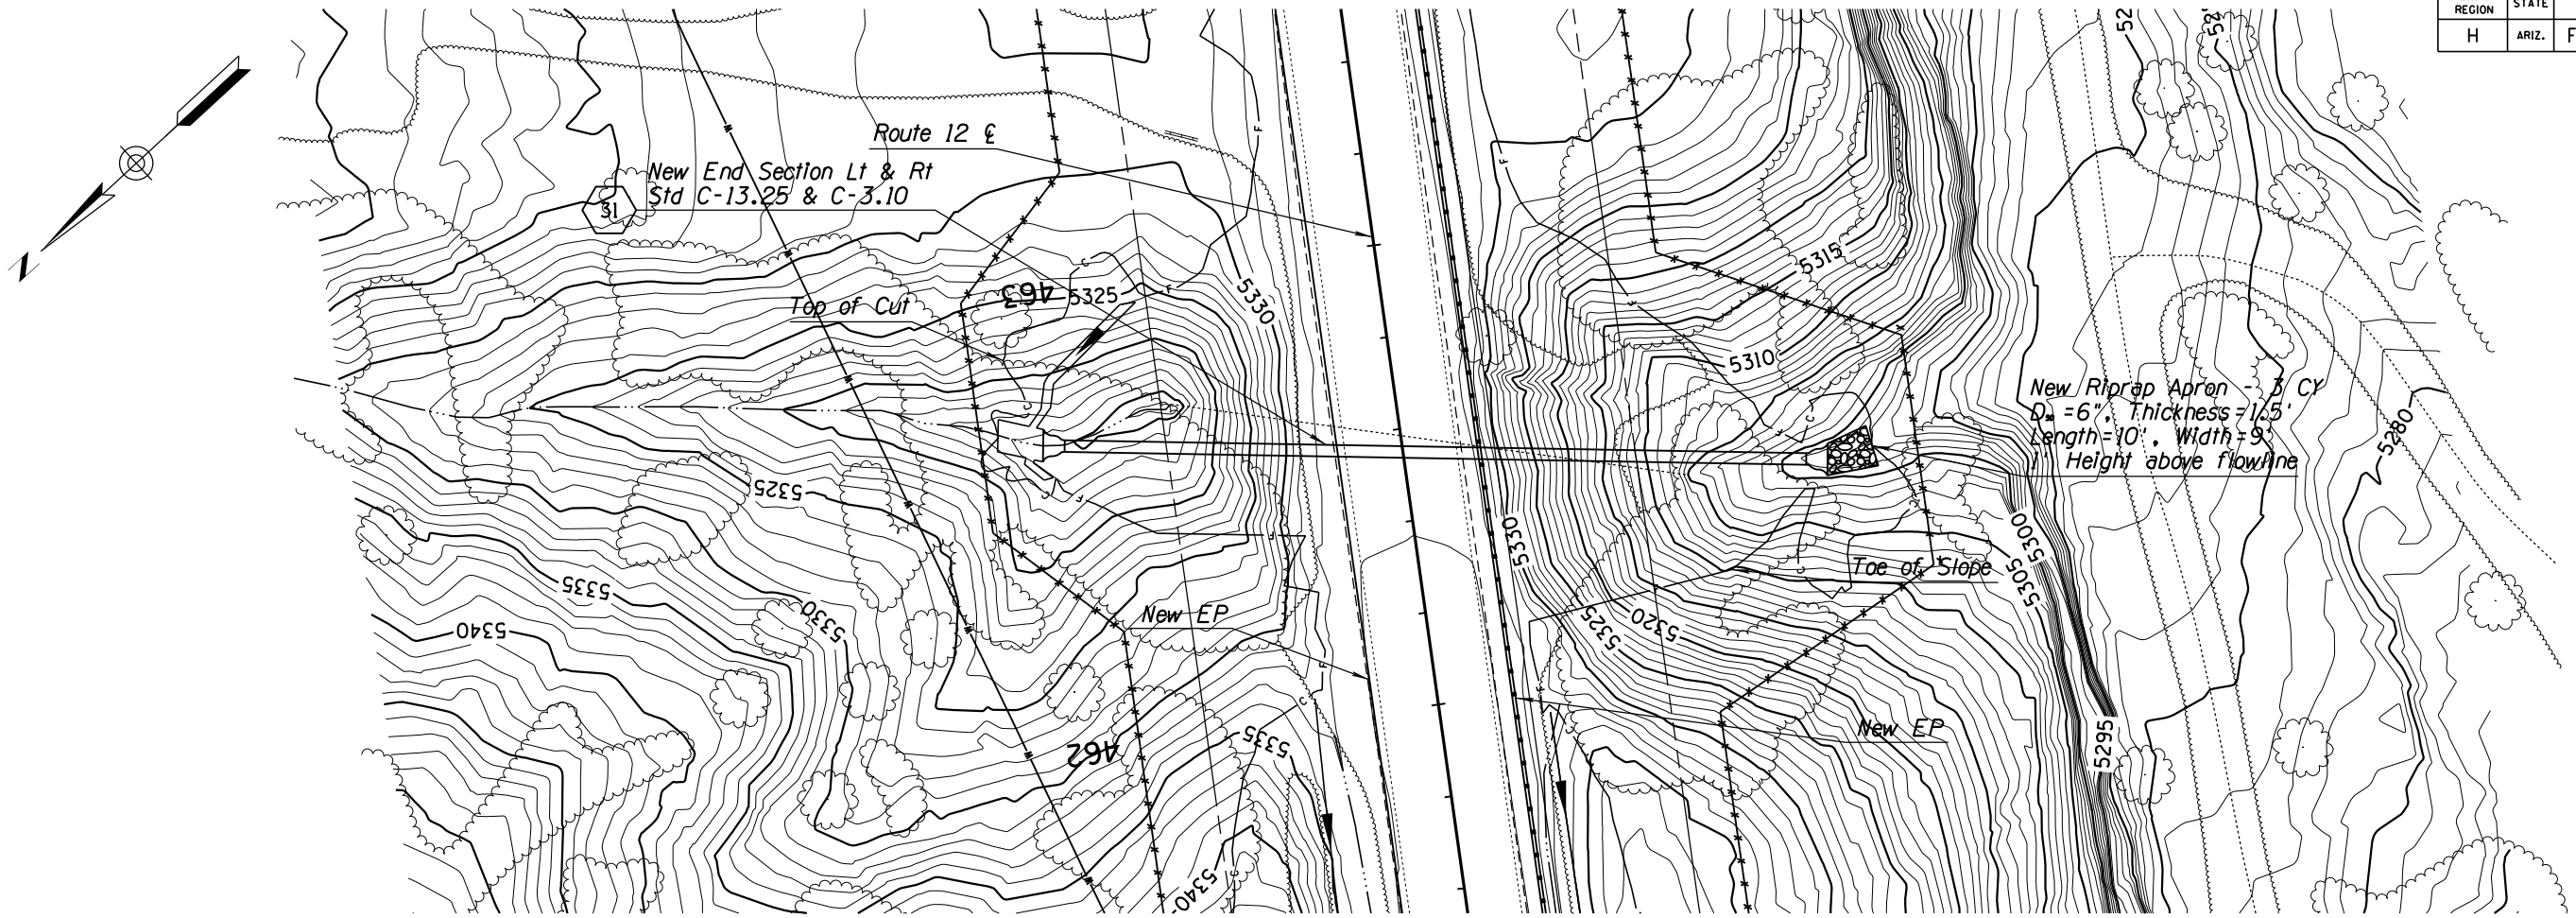 REGION
STATE
H
ARIZ.
F
N
Route 12 ℄
New End Section Lt & Rt
Std C-13.25 & C-3.10
31
Top of Cut
463
5325
5330
5315
5310
New Riprap Apron - 3 CY
Thickness=1.5'
Length=10', Width=9'
1' Height above flowline
5280
5325
5330
5300
5305
Toe of Slope
5335
5340
5330
New EP
5325
5320
462
5335
New EP
5295
5340